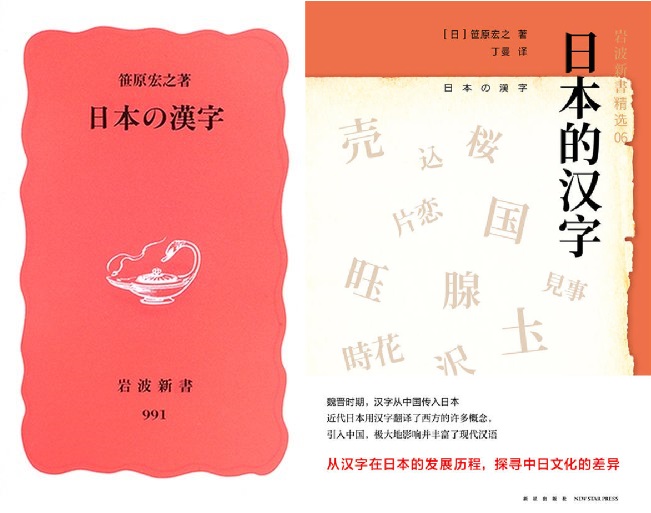 笹原宏之著
日本の漢字
岩波新書
991
[日] 笹原宏之 著
丁曼 译
日本の漢字
日本的汉字
岩波新書精选06
売
込
桜
片恋
国
旺
腺
見事
時花
沢
圡
魏晋时期，汉字从中国传入日本
近代日本用汉字翻译了西方的许多概念，
引入中国，极大地影响并丰富了现代汉语
从汉字在日本的发展历程，探寻中日文化的差异
新星出版社 NEW STAR PRESS